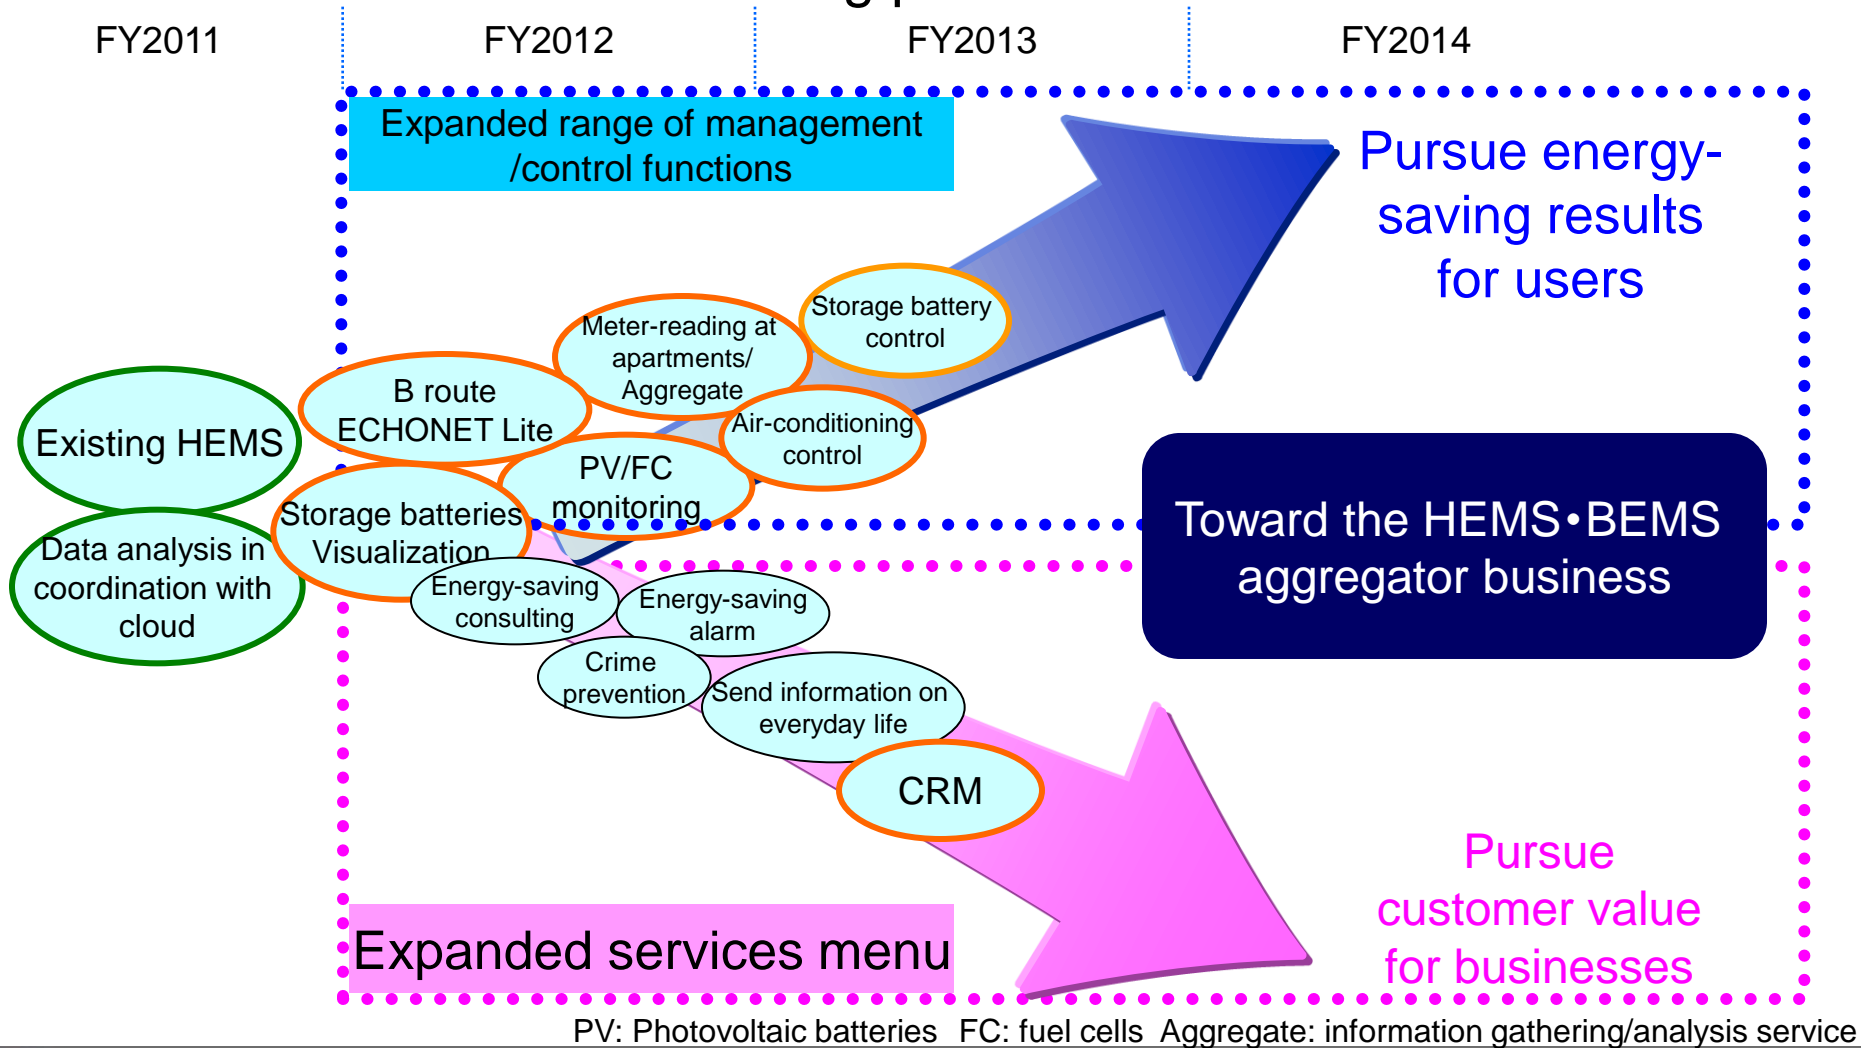 FY2011
FY2012
FY2013
FY2014
Expanded range of management
/control functions
Pursue energy-
saving results
for users
Storage battery
control
Meter-reading at
apartments/
Aggregate
B route
ECHONET Lite
Air-conditioning
control
Existing HEMS
PV/FC
monitoring
Storage batteries
Visualization
Data analysis in
coordination with
cloud
Toward the HEMS•BEMS
aggregator business
Energy-saving
consulting
Energy-saving
alarm
Crime
prevention
Send information on
everyday life
CRM
Pursue
customer value
for businesses
Expanded services menu
PV: Photovoltaic batteries FC: fuel cells Aggregate: information gathering/analysis service